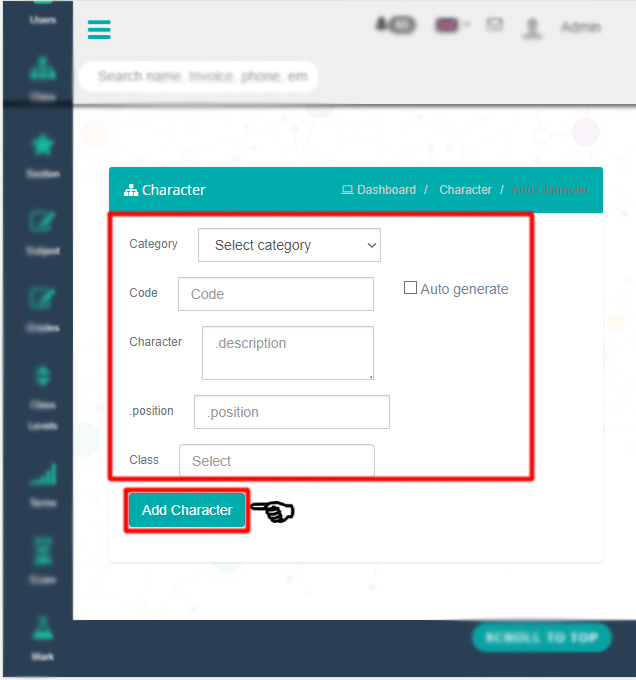 Users
Search name, Invoice, phone, em
Admin
Class
Section
Subject
Grades
Class
Levels
Terms
Exam
Mark
Character
Dashboard / Character / Add Character
Category Select category
Code Code Auto generate
Character .description
.position .position
Class Select
Add Character
SCROLL TO TOP